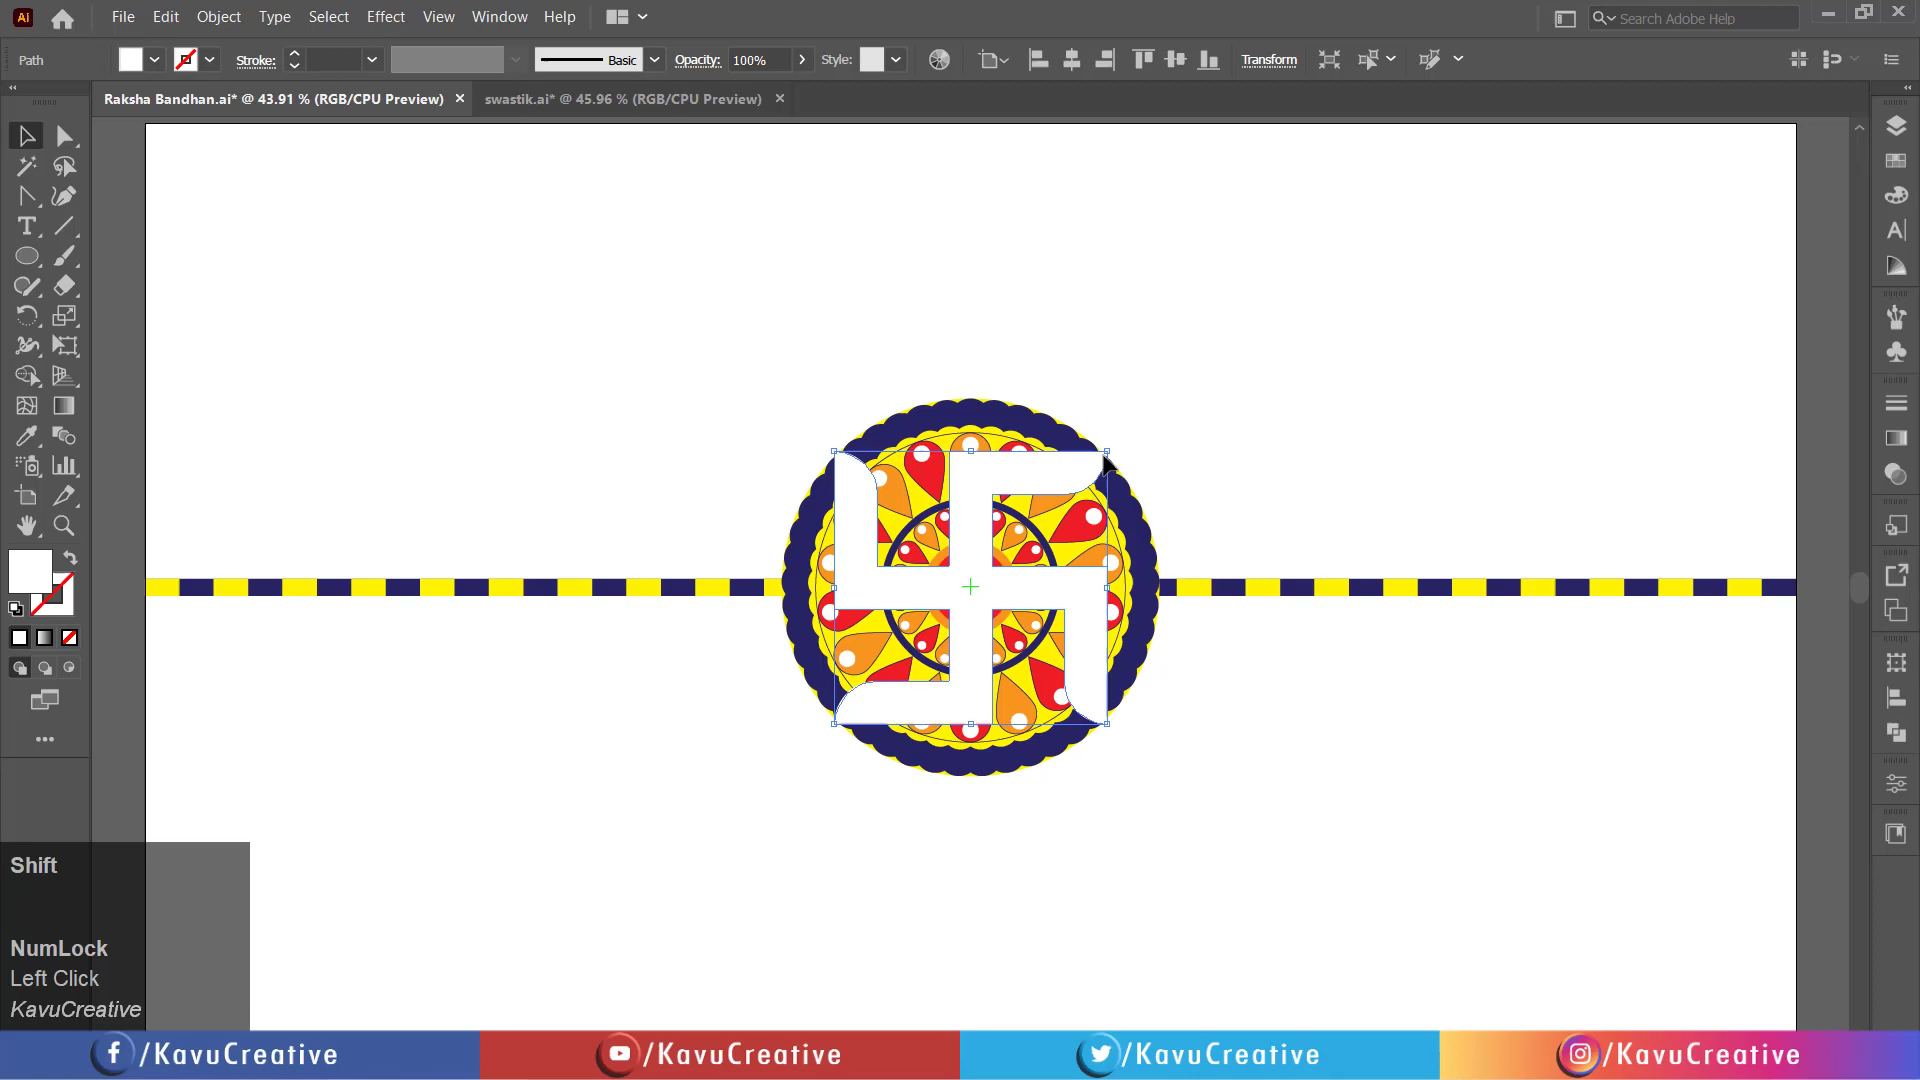 Ai File Edit Object Type Select Effect View Window Help Search Adobe Help
Path Stroke: Basic Opacity: 100% Style: Transform
Raksha Bandhan.ai* @ 43.91 % (RGB/CPU Preview) × swastik.ai* @ 45.96 % (RGB/CPU Preview) ×
Shift
NumLock
Left Click
KavuCreative
/KavuCreative /KavuCreative /KavuCreative /KavuCreative